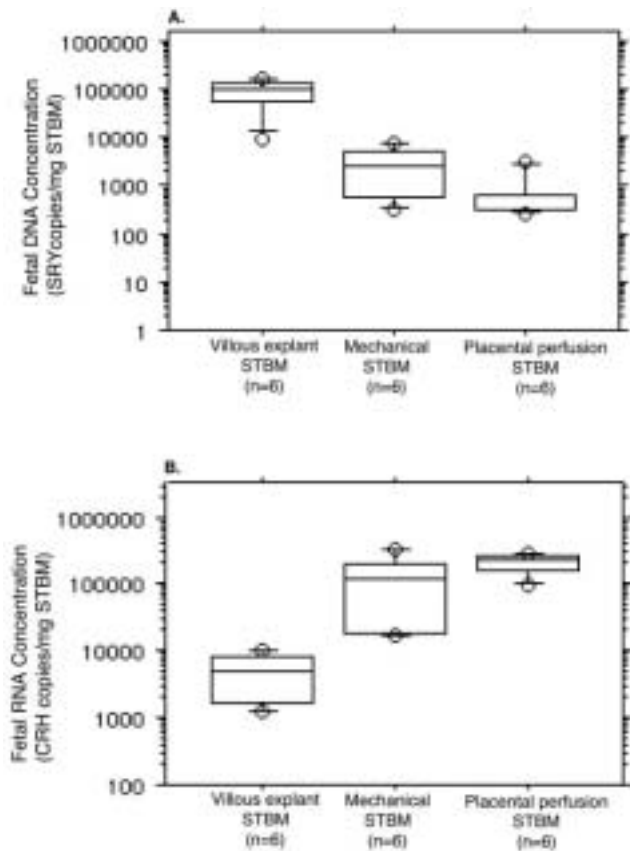 A.
Fetal DNA Concentration
(SRYcopies/mg STBM)
1000000
100000
10000
1000
100
10
1
Villous explant
STBM
(n=6)
Mechanical
STBM
(n=6)
Placental perfusion
STBM
(n=6)
B.
Fetal RNA Concentration
(CRH copies/mg STBM)
1000000
100000
10000
1000
100
Villous explant
STBM
(n=6)
Mechanical
STBM
(n=6)
Placental perfusion
STBM
(n=6)